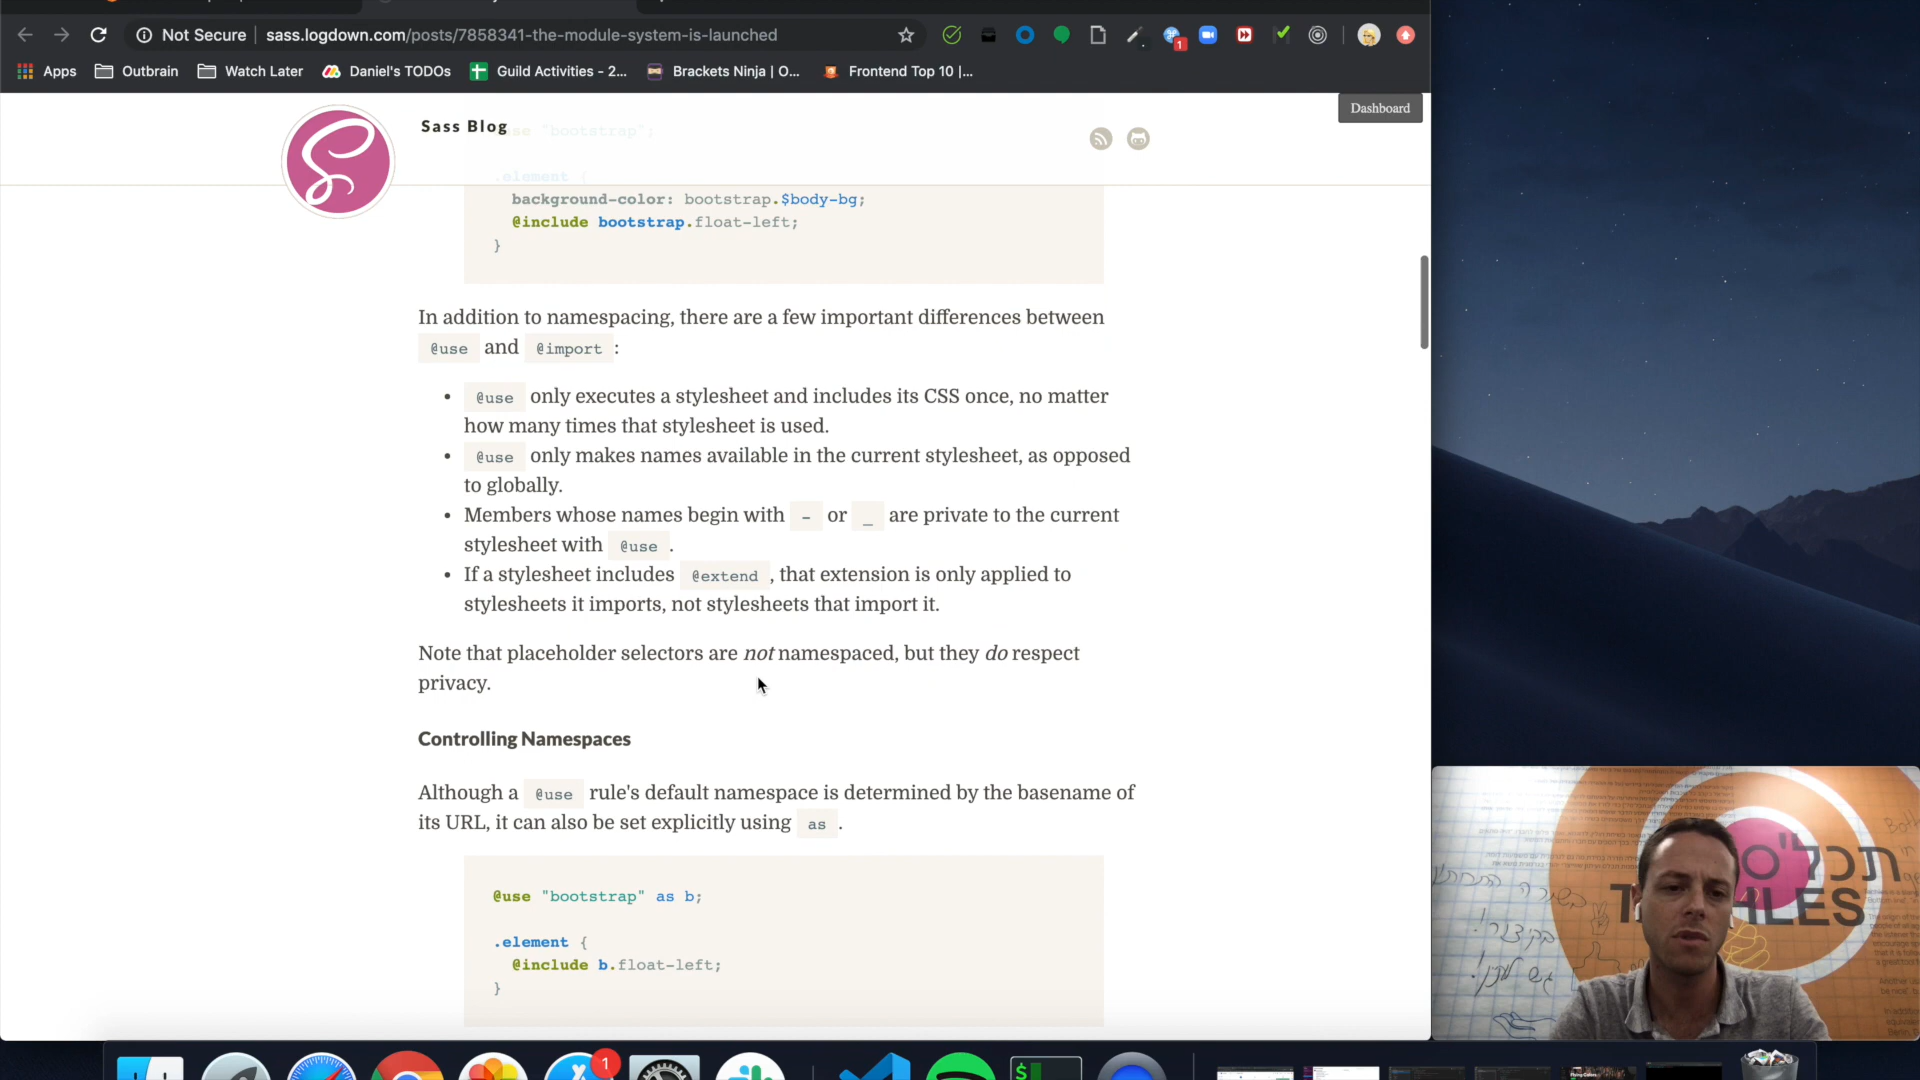 Not Secure | sass.logdown.com/posts/7858341-the-module-system-is-launched
1
Apps Outbrain Watch Later Daniel's TODOs Guild Activities - 2... Brackets Ninja | O... Frontend Top 10 |...
Dashboard
Sass Blog
"bootstrap";
.element {
background-color: bootstrap.$body-bg;
@include bootstrap.float-left;
}
In addition to namespacing, there are a few important differences between
@use and @import :
• @use only executes a stylesheet and includes its CSS once, no matter
how many times that stylesheet is used.
• @use only makes names available in the current stylesheet, as opposed
to globally.
• Members whose names begin with - or _ are private to the current
stylesheet with @use .
• If a stylesheet includes @extend , that extension is only applied to
stylesheets it imports, not stylesheets that import it.
Note that placeholder selectors are not namespaced, but they do respect
privacy.
Controlling Namespaces
Although a @use rule's default namespace is determined by the basename of
its URL, it can also be set explicitly using as .
@use "bootstrap" as b;
.element {
@include b.float-left;
}
תכל'ס
1
$